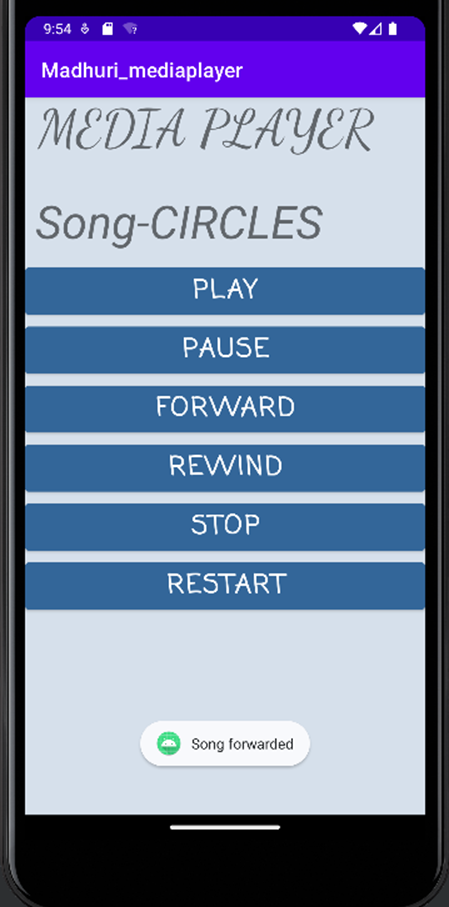 9:54
Madhuri_mediaplayer
MEDIA PLAYER
Song-CIRCLES
PLAY
PAUSE
FORWARD
REWIND
STOP
RESTART
Song forwarded